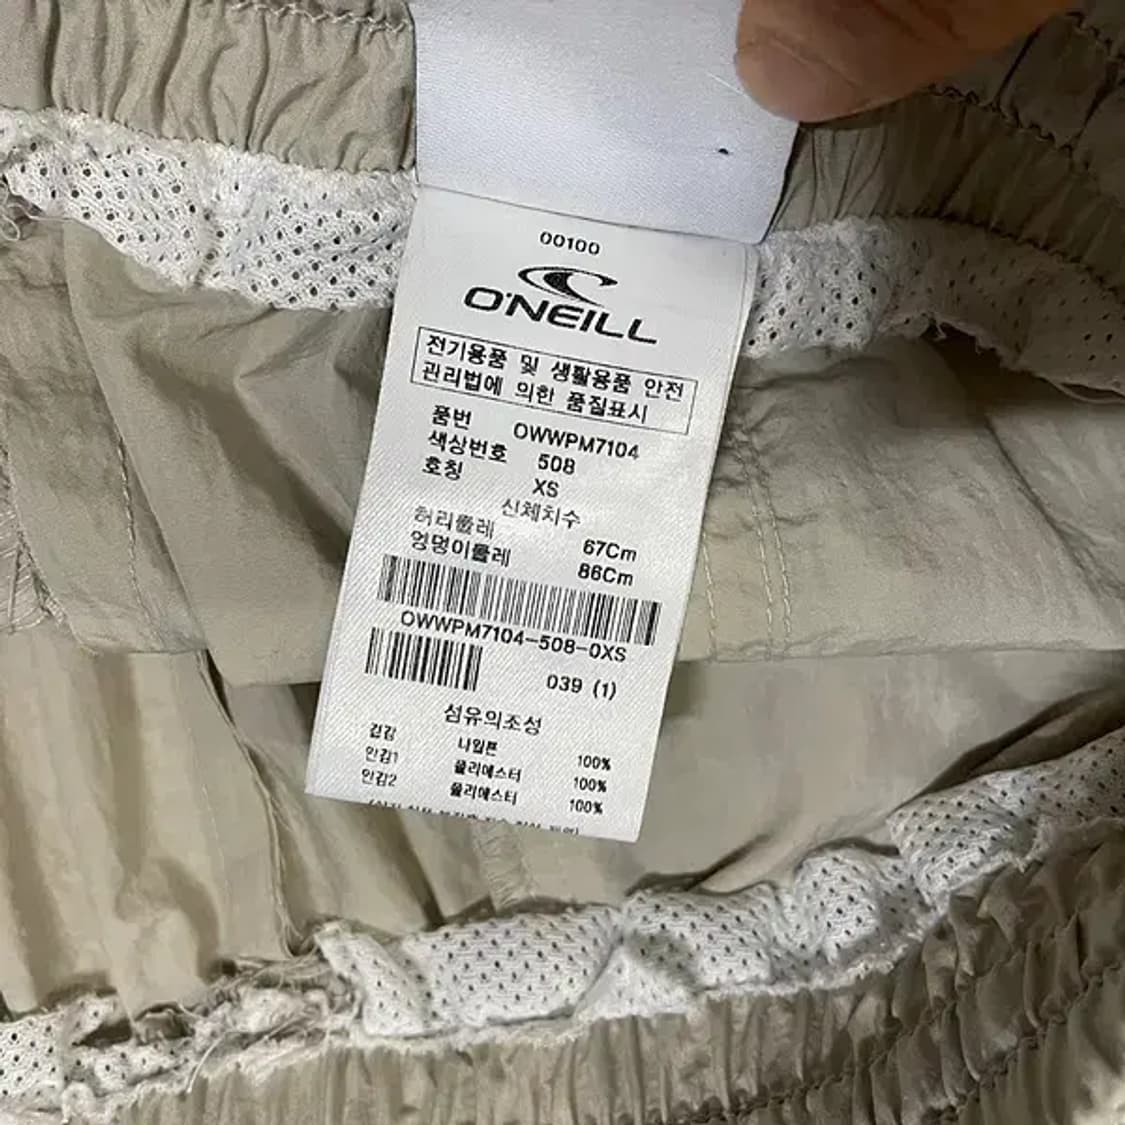 00100
O'NEILL
전기용품 및 생활용품 안전
관리법에 의한 품질표시
품번 OWWPM7104
색상번호 508
호칭 XS
신체치수
허리둘레 67Cm
엉덩이둘레 86Cm
OWWPM7104-508-0XS
039 (1)
섬유의조성
겉감 나일론 100%
안감1 폴리에스터 100%
안감2 폴리에스터 100%